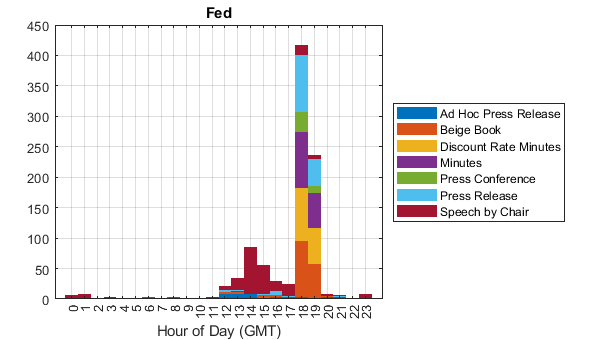 Fed
450
400
350
300
250
200
150
100
50
0
0 1 2 3 4 5 6 7 8 9 10 11 12 13 14 15 16 17 18 19 20 21 22 23
Hour of Day (GMT)
Ad Hoc Press Release
Beige Book
Discount Rate Minutes
Minutes
Press Conference
Press Release
Speech by Chair